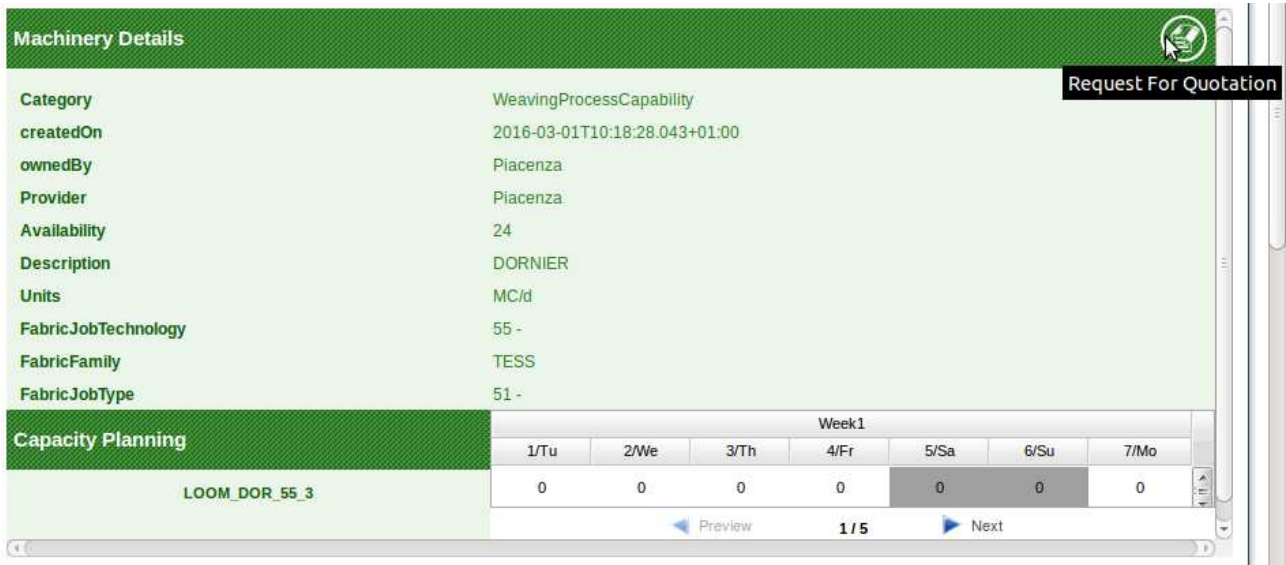 Machinery Details
Request For Quotation
Category WeavingProcessCapability
createdOn 2016-03-01T10:18:28.043+01:00
ownedBy Piacenza
Provider Piacenza
Availability 24
Description DORNIER
Units MC/d
FabricJobTechnology 55 -
FabricFamily TESS
FabricJobType 51 -
Capacity Planning
Week1
1/Tu 2/We 3/Th 4/Fr 5/Sa 6/Su 7/Mo
LOOM_DOR_55_3 0 0 0 0 0 0 0
Preview 1 / 5 Next